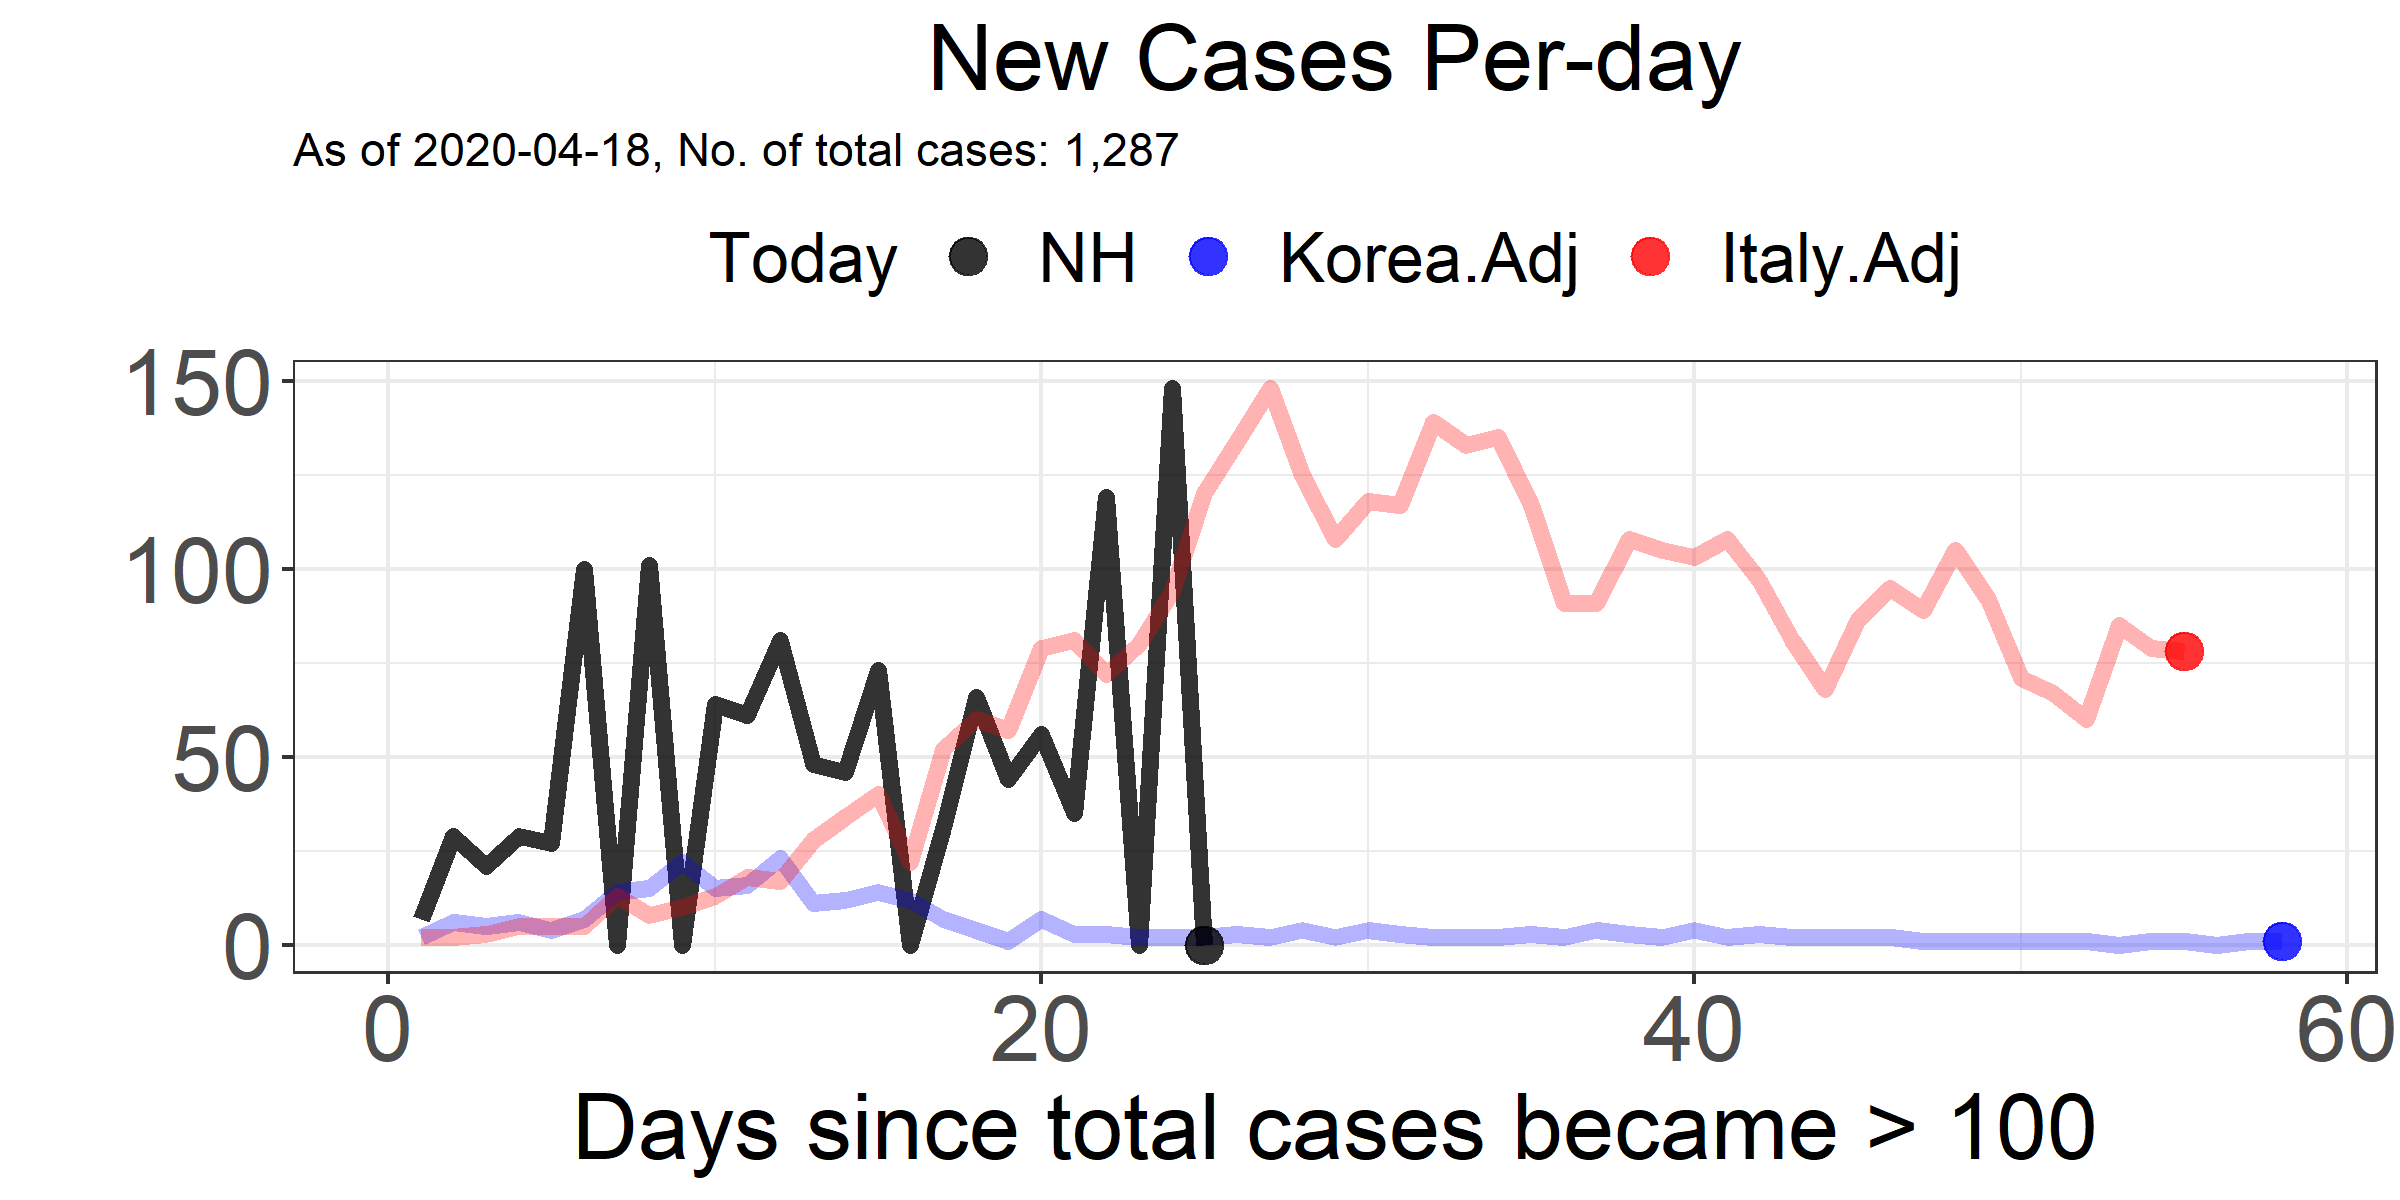 New Cases Per-day
As of 2020-04-18, No. of total cases: 1,287
Today NH Korea.Adj Italy.Adj
150
100
50
0
0 20 40 60
Days since total cases became > 100